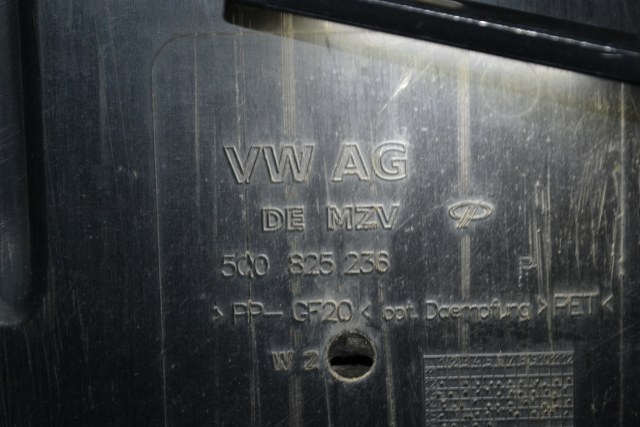 VW AG
DE MZV
5C0 825 236
>PP-GF20< opt. Daempfung >PET<
W 2